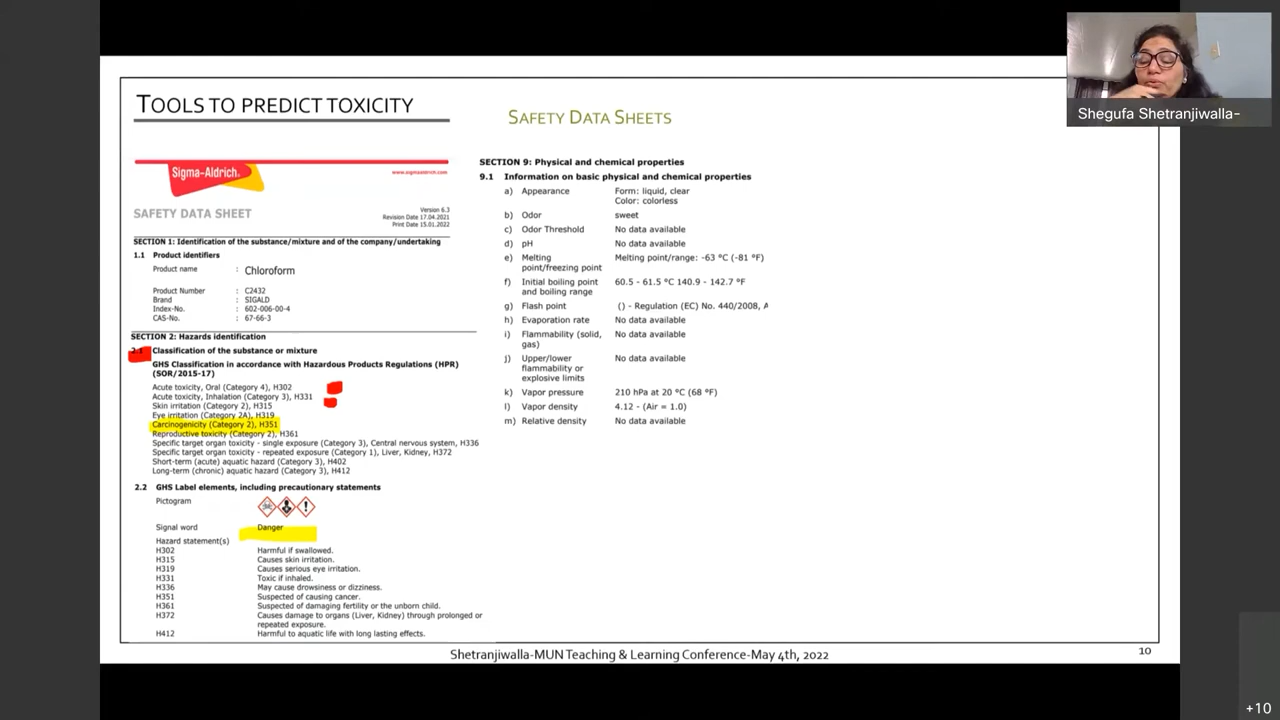 TOOLS TO PREDICT TOXICITY
SAFETY DATA SHEETS
Sigma-Aldrich®
www.sigmaaldrich.com
SAFETY DATA SHEET
Version 6.3
Revision Date 17.04.2021
Print Date 15.01.2022
SECTION 1: Identification of the substance/mixture and of the company/undertaking
1.1 Product identifiers
Product name : Chloroform
Product Number : C2432
Brand : SIGALD
Index-No. : 602-006-00-4
CAS-No. : 67-66-3
SECTION 2: Hazards identification
2.1 Classification of the substance or mixture
GHS Classification in accordance with Hazardous Products Regulations (HPR)
(SOR/2015-17)
Acute toxicity, Oral (Category 4), H302
Acute toxicity, Inhalation (Category 3), H331
Skin irritation (Category 2), H315
Eye irritation (Category 2A), H319
Carcinogenicity (Category 2), H351
Reproductive toxicity (Category 2), H361
Specific target organ toxicity - single exposure (Category 3), Central nervous system, H336
Specific target organ toxicity - repeated exposure (Category 1), Liver, Kidney, H372
Short-term (acute) aquatic hazard (Category 3), H402
Long-term (chronic) aquatic hazard (Category 3), H412
2.2 GHS Label elements, including precautionary statements
Pictogram
Signal word Danger
Hazard statement(s)
H302 Harmful if swallowed.
H315 Causes skin irritation.
H319 Causes serious eye irritation.
H331 Toxic if inhaled.
H336 May cause drowsiness or dizziness.
H351 Suspected of causing cancer.
H361 Suspected of damaging fertility or the unborn child.
H372 Causes damage to organs (Liver, Kidney) through prolonged or
repeated exposure.
H412 Harmful to aquatic life with long lasting effects.
SECTION 9: Physical and chemical properties
9.1 Information on basic physical and chemical properties
a) Appearance Form: liquid, clear
Color: colorless
b) Odor sweet
c) Odor Threshold No data available
d) pH No data available
e) Melting Melting point/range: -63 °C (-81 °F)
point/freezing point
f) Initial boiling point 60.5 - 61.5 °C 140.9 - 142.7 °F
and boiling range
g) Flash point () - Regulation (EC) No. 440/2008, A
h) Evaporation rate No data available
i) Flammability (solid, No data available
gas)
j) Upper/lower No data available
flammability or
explosive limits
k) Vapor pressure 210 hPa at 20 °C (68 °F)
l) Vapor density 4.12 - (Air = 1.0)
m) Relative density No data available
Shetranjiwalla-MUN Teaching & Learning Conference-May 4th, 2022
10
Shegufa Shetranjiwalla-
+10